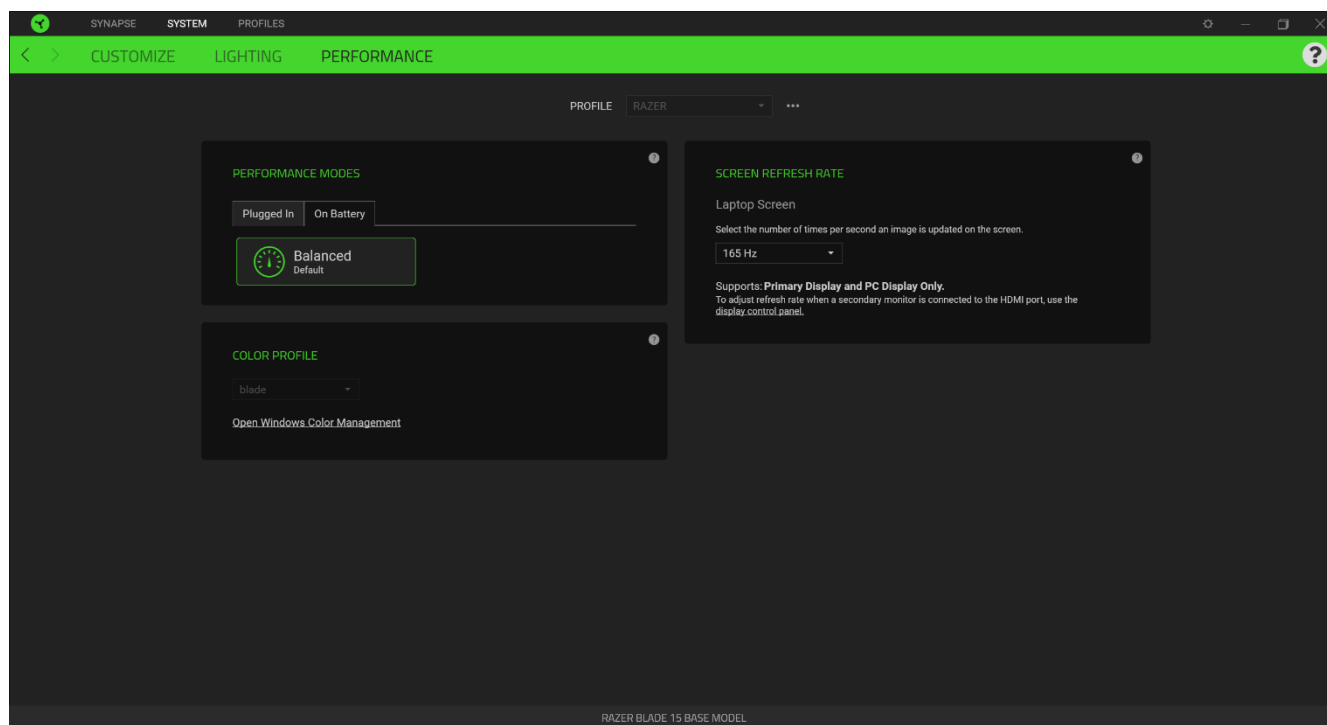 SYNAPSE SYSTEM PROFILES
CUSTOMIZE LIGHTING PERFORMANCE
?
PROFILE RAZER
PERFORMANCE MODES
?
Plugged In On Battery
Balanced
Default
COLOR PROFILE
?
blade
Open Windows Color Management
SCREEN REFRESH RATE
?
Laptop Screen
Select the number of times per second an image is updated on the screen.
165 Hz
Supports: Primary Display and PC Display Only.
To adjust refresh rate when a secondary monitor is connected to the HDMI port, use the
display control panel.
RAZER BLADE 15 BASE MODEL